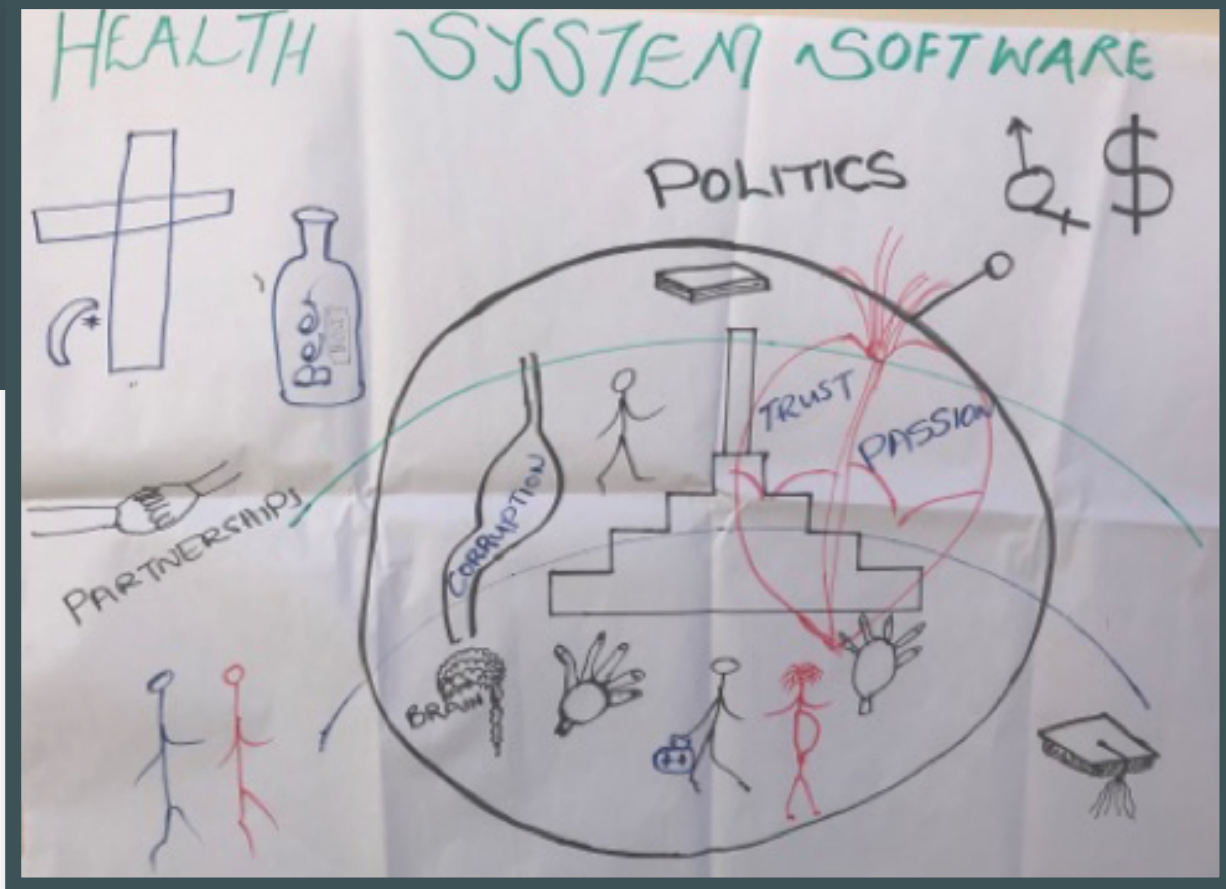 HEALTH SYSTEM SOFTWARE
POLITICS
$
Beer
TRUST
PASSION
CORRUPTION
PARTNERSHIPS
BRAIN